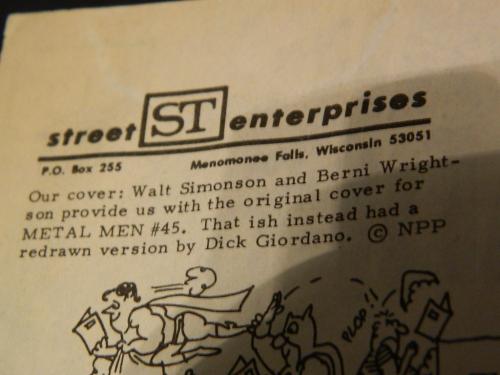 street ST enterprises
P.O. Box 255 Menomonee Falls, Wisconsin 53051
Our cover: Walt Simonson and Berni Wright-
son provide us with the original cover for
METAL MEN #45. That ish instead had a
redrawn version by Dick Giordano. © NPP
PLOP!